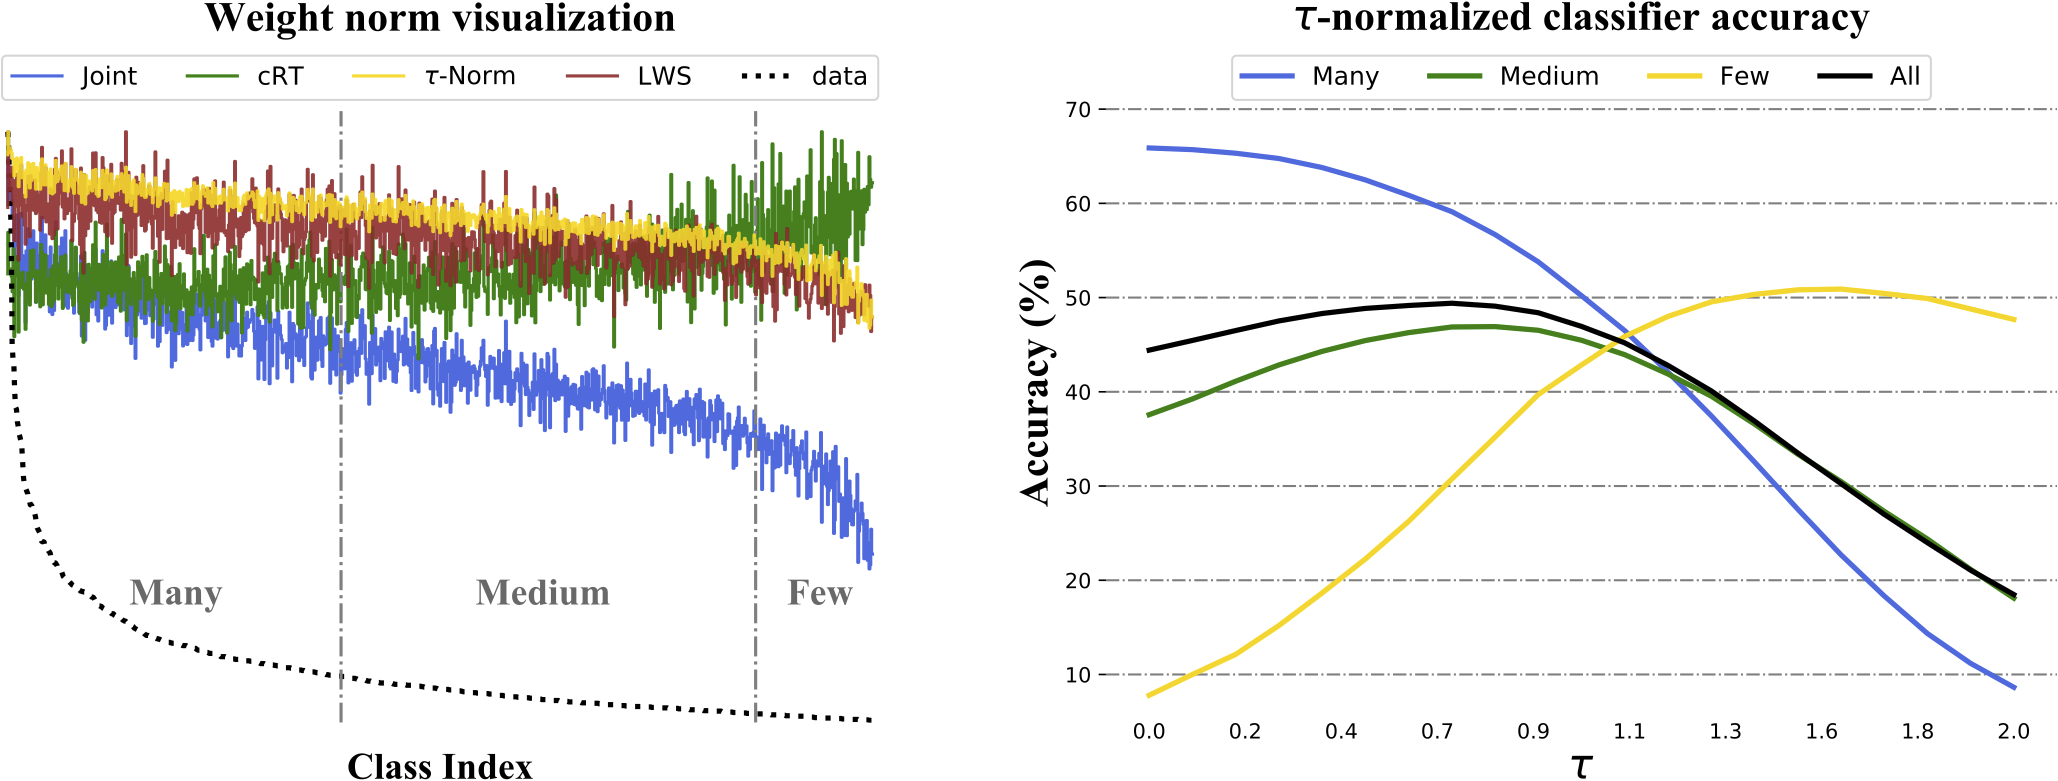 Weight norm visualization
Joint cRT τ-Norm LWS data
Many Medium Few
Class Index
τ-normalized classifier accuracy
Many Medium Few All
70
60
50
40
30
20
10
Accuracy (%)
0.0 0.2 0.4 0.7 0.9 1.1 1.3 1.6 1.8 2.0
τ